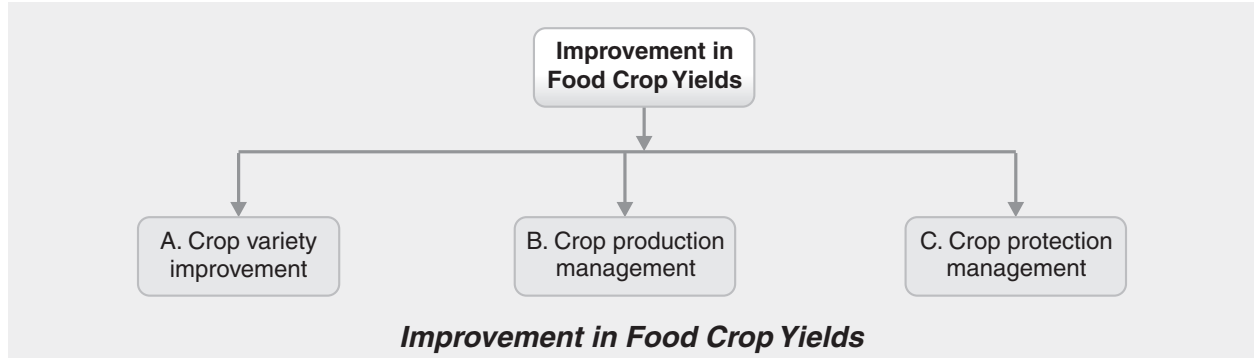 Improvement in
Food Crop Yields
A. Crop variety
improvement
B. Crop production
management
C. Crop protection
management
Improvement in Food Crop Yields